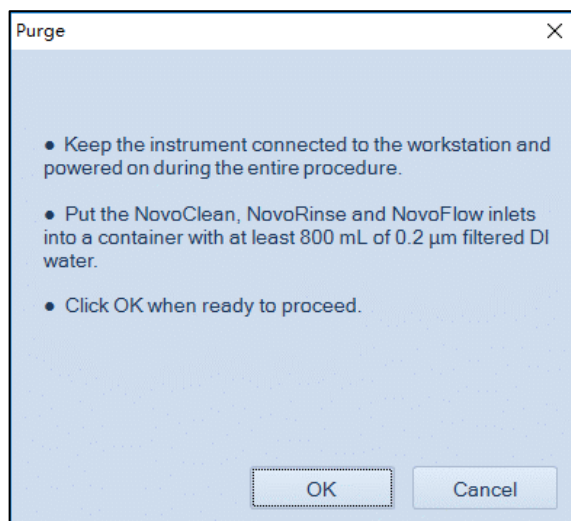 Purge
● Keep the instrument connected to the workstation and
powered on during the entire procedure.
● Put the NovoClean, NovoRinse and NovoFlow inlets
into a container with at least 800 mL of 0.2 μm filtered DI
water.
● Click OK when ready to proceed.
OK
Cancel